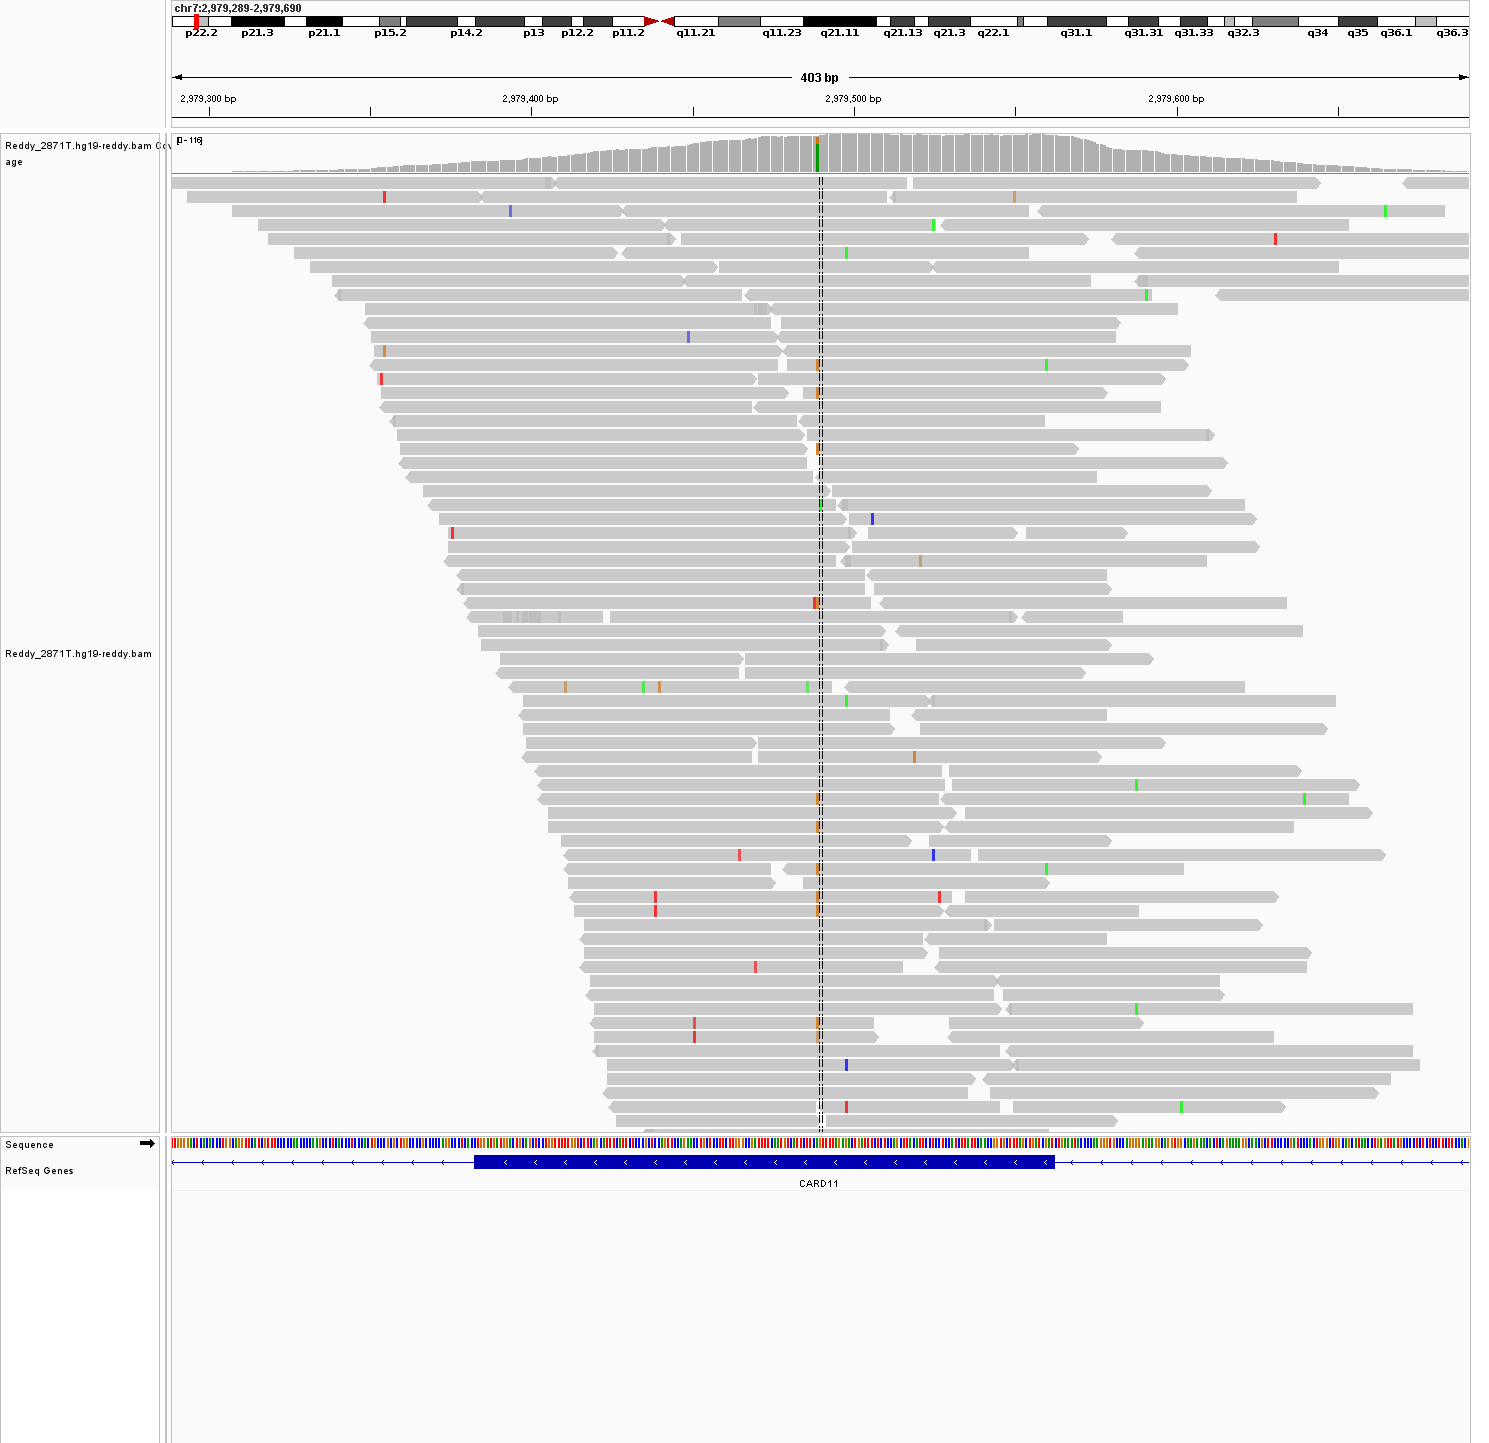 chr7:2,979,289-2,979,690
p22.2 p21.3 p21.1 p15.2 p14.2 p13 p12.2 p11.2 q11.21 q11.23 q21.11 q21.13 q21.3 q22.1 q31.1 q31.31 q31.33 q32.3 q34 q35 q36.1 q36.3
403 bp
2,979,300 bp 2,979,400 bp 2,979,500 bp 2,979,600 bp
[0 - 116]
Reddy_2871T.hg19-reddy.bam Cov
age
Reddy_2871T.hg19-reddy.bam
Sequence
RefSeq Genes
CARD11